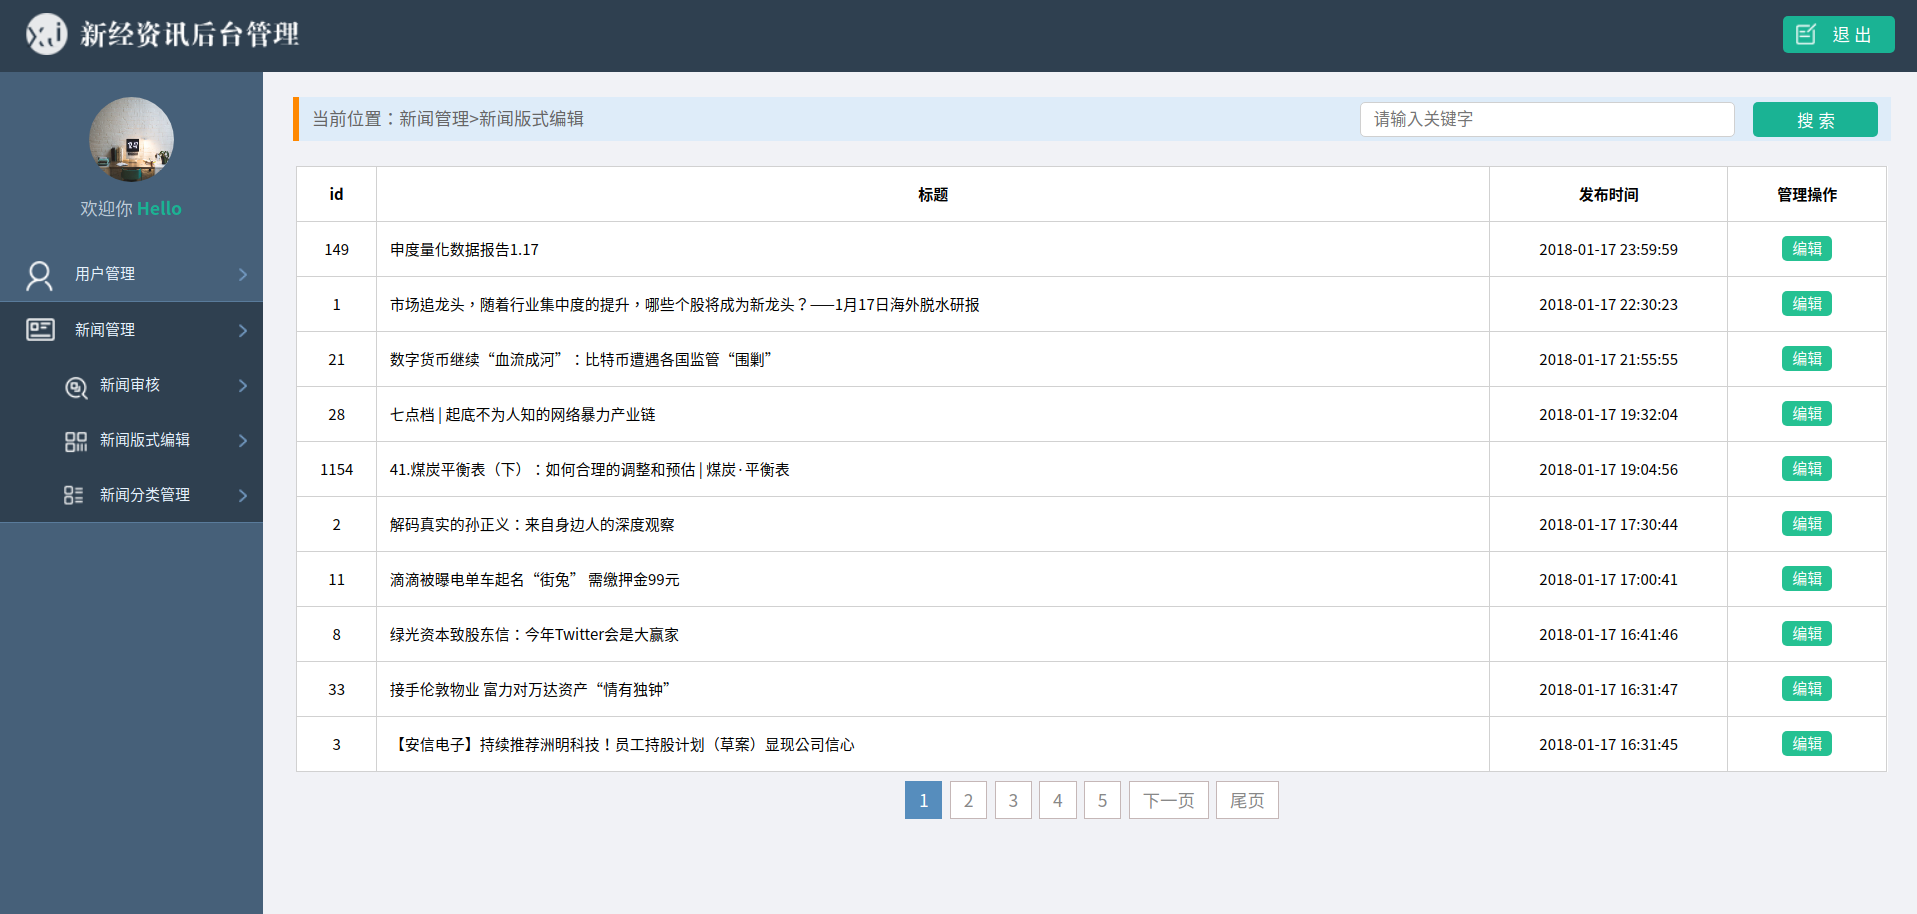 新经资讯后台管理
退 出
欢迎你 Hello
用户管理
新闻管理
新闻审核
新闻版式编辑
新闻分类管理
当前位置：新闻管理>新闻版式编辑
请输入关键字
搜 索
id 标题 发布时间 管理操作
149 申度量化数据报告1.17 2018-01-17 23:59:59 编辑
1 市场追龙头，随着行业集中度的提升，哪些个股将成为新龙头？——1月17日海外脱水研报 2018-01-17 22:30:23 编辑
21 数字货币继续“血流成河”：比特币遭遇各国监管“围剿” 2018-01-17 21:55:55 编辑
28 七点档 | 起底不为人知的网络暴力产业链 2018-01-17 19:32:04 编辑
1154 41.煤炭平衡表（下）：如何合理的调整和预估 | 煤炭·平衡表 2018-01-17 19:04:56 编辑
2 解码真实的孙正义：来自身边人的深度观察 2018-01-17 17:30:44 编辑
11 滴滴被曝电单车起名“街兔” 需缴押金99元 2018-01-17 17:00:41 编辑
8 绿光资本致股东信：今年Twitter会是大赢家 2018-01-17 16:41:46 编辑
33 接手伦敦物业 富力对万达资产“情有独钟” 2018-01-17 16:31:47 编辑
3 【安信电子】持续推荐洲明科技！员工持股计划（草案）显现公司信心 2018-01-17 16:31:45 编辑
1 2 3 4 5 下一页 尾页